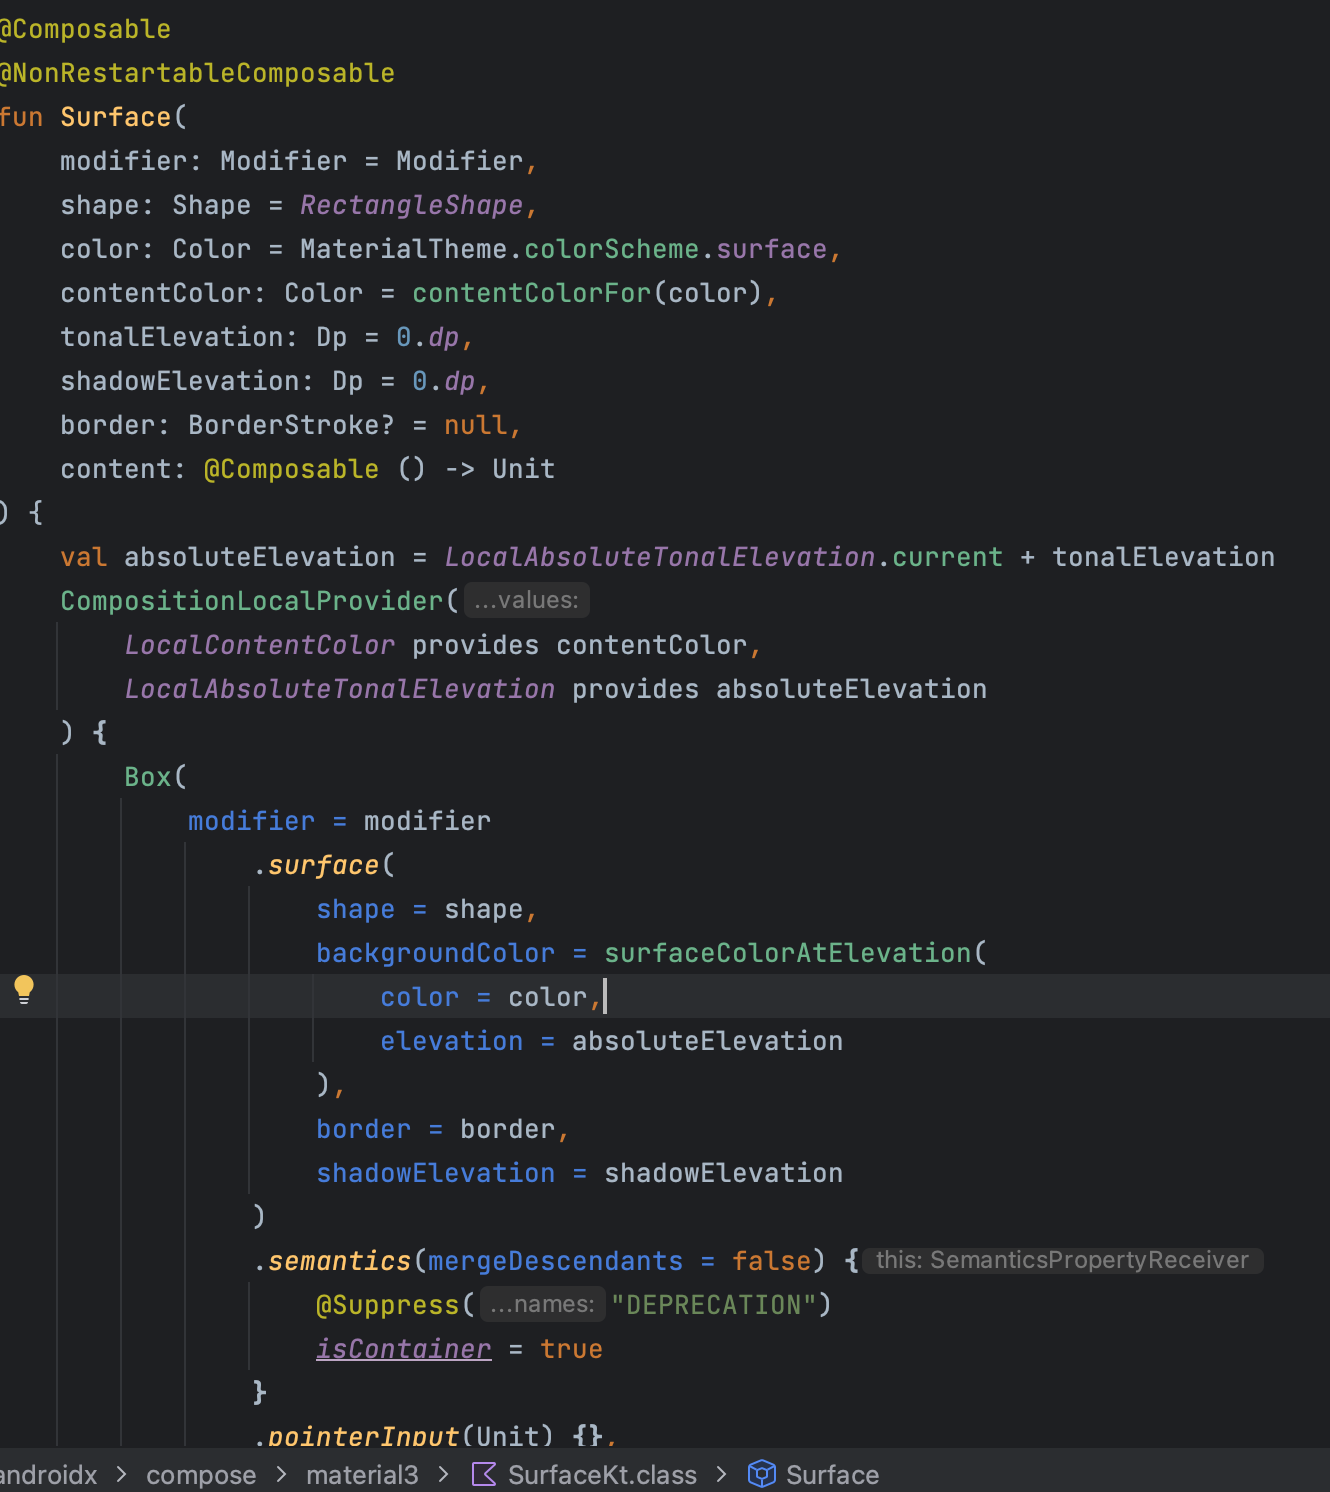 @Composable
@NonRestartableComposable
fun Surface(
    modifier: Modifier = Modifier,
    shape: Shape = RectangleShape,
    color: Color = MaterialTheme.colorScheme.surface,
    contentColor: Color = contentColorFor(color),
    tonalElevation: Dp = 0.dp,
    shadowElevation: Dp = 0.dp,
    border: BorderStroke? = null,
    content: @Composable () -> Unit
) {
    val absoluteElevation = LocalAbsoluteTonalElevation.current + tonalElevation
    CompositionLocalProvider( ...values:
        LocalContentColor provides contentColor,
        LocalAbsoluteTonalElevation provides absoluteElevation
    ) {
        Box(
            modifier = modifier
                .surface(
                    shape = shape,
                    backgroundColor = surfaceColorAtElevation(
                        color = color,
                        elevation = absoluteElevation
                    ),
                    border = border,
                    shadowElevation = shadowElevation
                )
                .semantics(mergeDescendants = false) { this: SemanticsPropertyReceiver
                    @Suppress( ...names: "DEPRECATION")
                    isContainer = true
                }
                .pointerInput(Unit) {},
androidx > compose > material3 > SurfaceKt.class > Surface